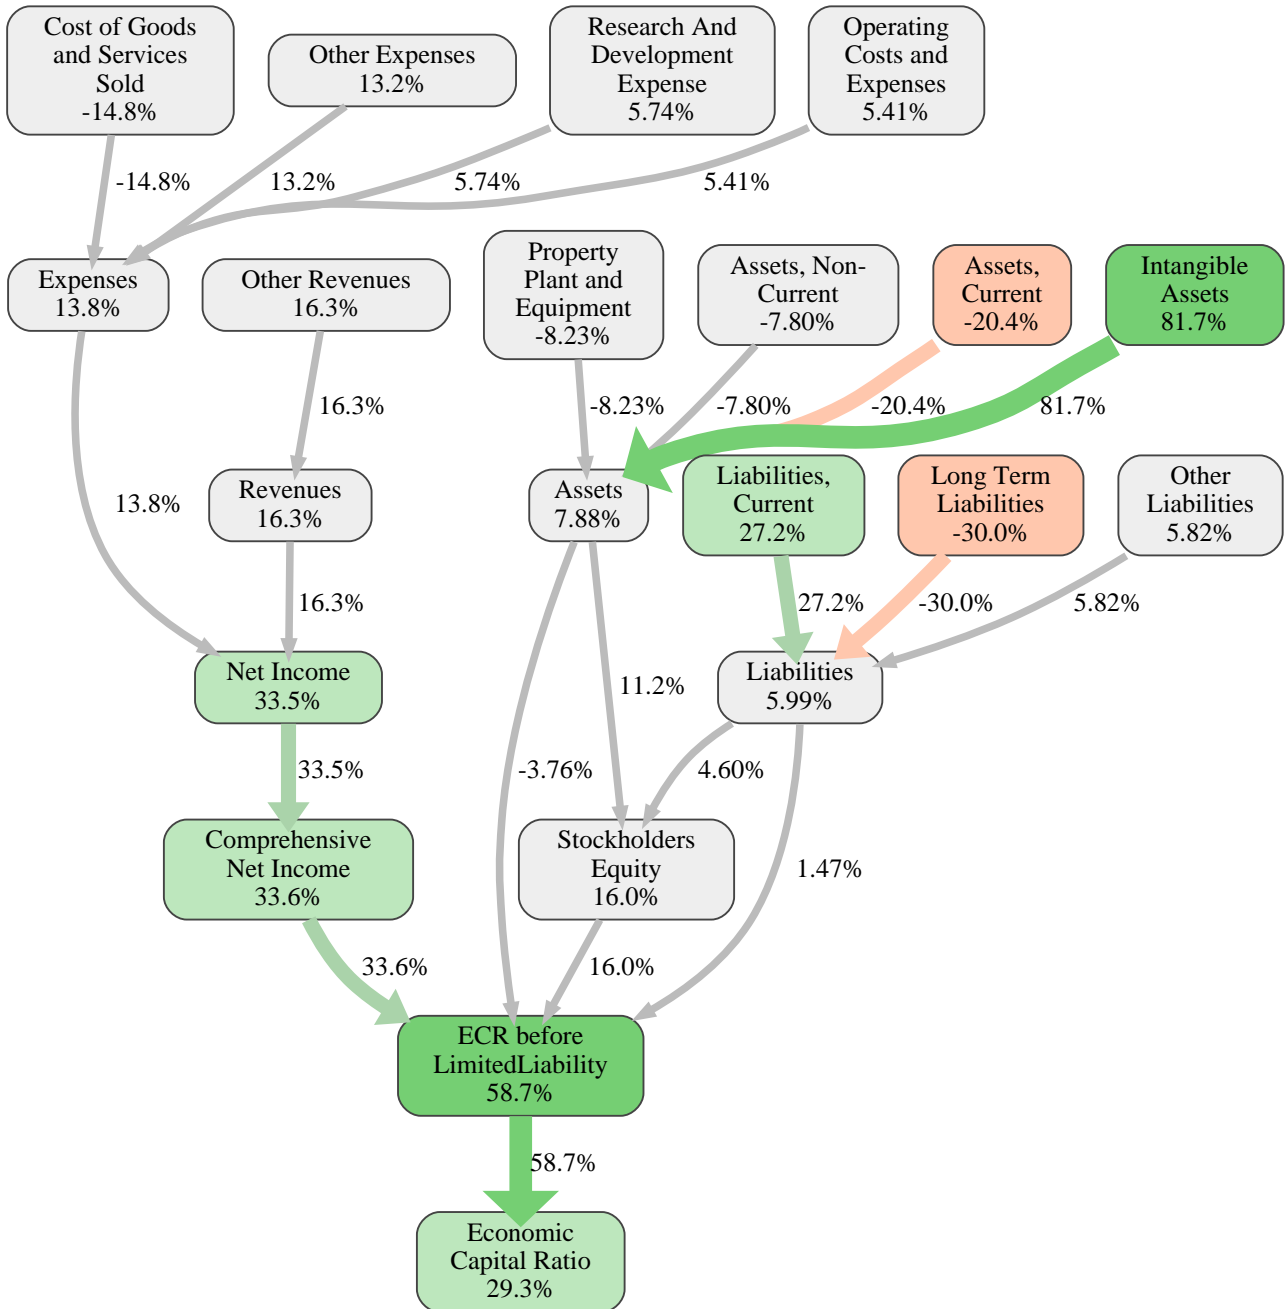 Cost of Goods
and Services
Sold
-14.8%
Other Expenses
13.2%
Research And
Development
Expense
5.74%
Operating
Costs and
Expenses
5.41%
-14.8%
13.2%
5.74%
5.41%
Expenses
13.8%
Other Revenues
16.3%
Property
Plant and
Equipment
-8.23%
Assets, Non-
Current
-7.80%
Assets,
Current
-20.4%
Intangible
Assets
81.7%
16.3%
-8.23%
-7.80%
-20.4%
81.7%
13.8%
Revenues
16.3%
Assets
7.88%
Liabilities,
Current
27.2%
Long Term
Liabilities
-30.0%
Other
Liabilities
5.82%
16.3%
27.2%
-30.0%
5.82%
Net Income
33.5%
11.2%
Liabilities
5.99%
33.5%
-3.76%
4.60%
Comprehensive
Net Income
33.6%
Stockholders
Equity
16.0%
1.47%
33.6%
16.0%
ECR before
LimitedLiability
58.7%
58.7%
Economic
Capital Ratio
29.3%